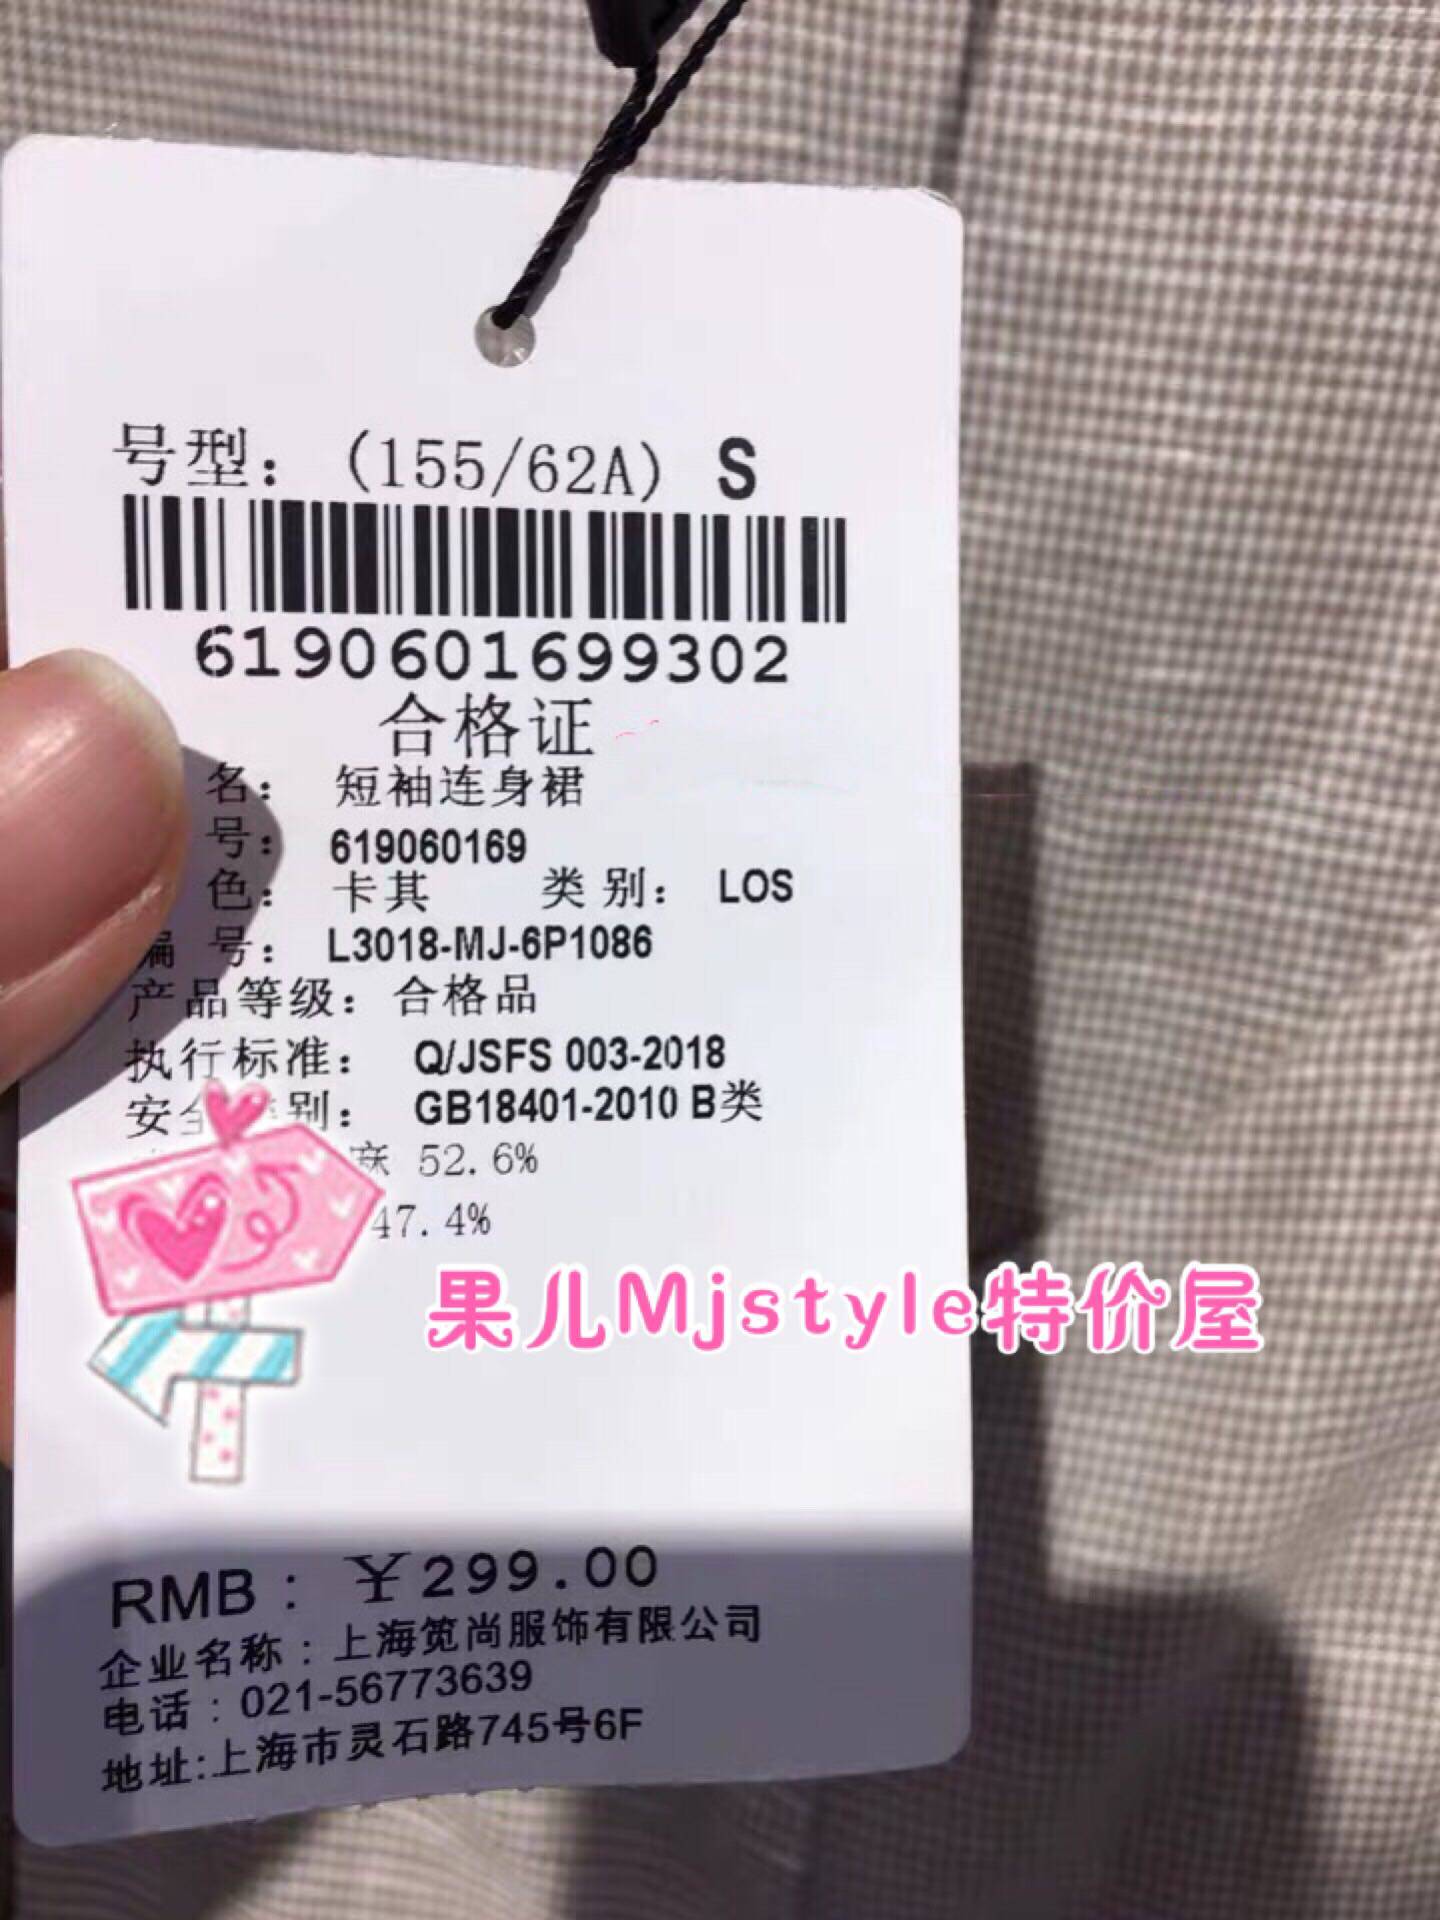 号型： (155/62A) S
6190601699302
合格证
名： 短袖连身裙
号： 619060169
色： 卡其 类别： LOS
编 号： L3018-MJ-6P1086
产品等级： 合格品
执行标准： Q/JSFS 003-2018
安全类别： GB18401-2010 B类
麻 52.6%
47.4%
果儿Mjstyle特价屋
RMB： ￥299.00
企业名称：上海笕尚服饰有限公司
电话：021-56773639
地址:上海市灵石路745号6F